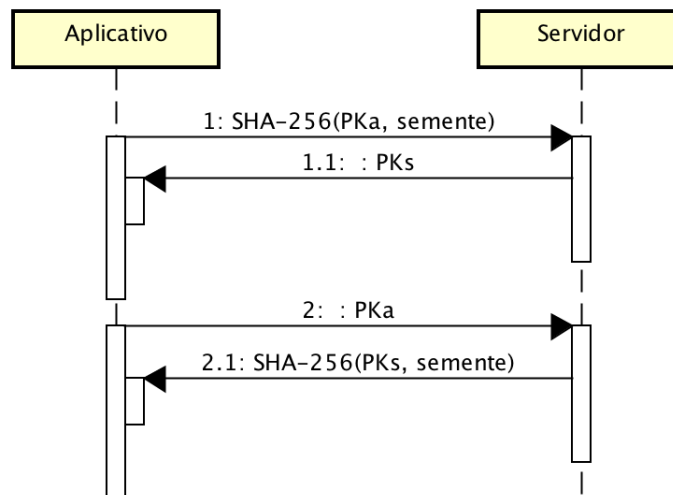 Aplicativo
Servidor
1: SHA-256(PKa, semente)
1.1:  : PKs
2:  : PKa
2.1: SHA-256(PKs, semente)